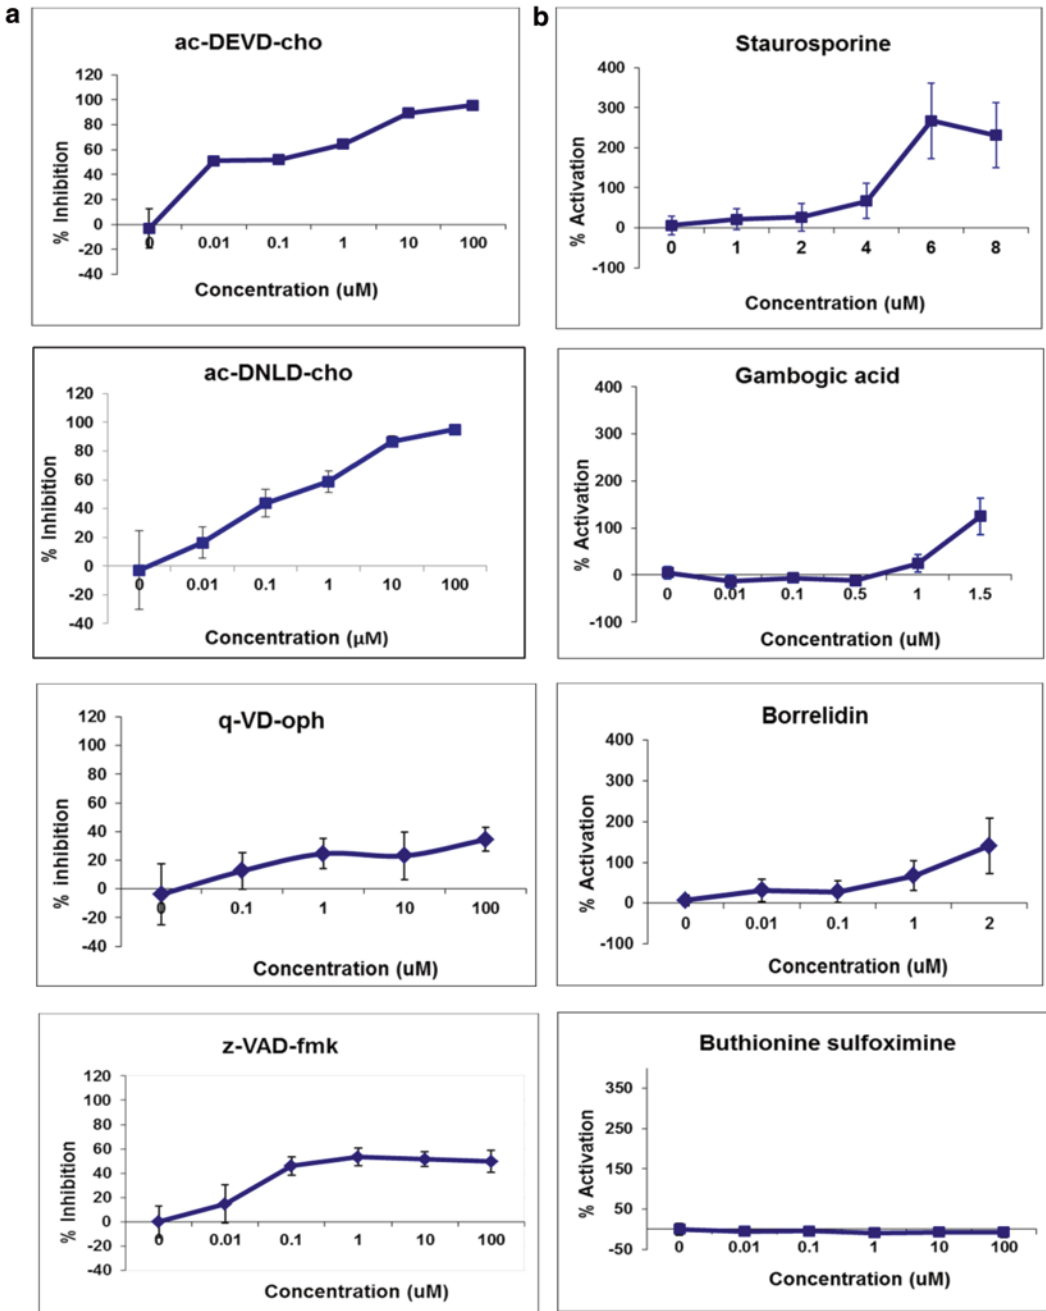 a
ac-DEVD-cho
120
100
80
60
40
20
0
-20
-40
% Inhibition
0 0.01 0.1 1 10 100
Concentration (uM)
ac-DNLD-cho
120
100
80
60
40
20
0
-20
-40
% Inhibition
0 0.01 0.1 1 10 100
Concentration (µM)
q-VD-oph
120
100
80
60
40
20
0
-20
-40
% inhibition
0 0.1 1 10 100
Concentration (uM)
z-VAD-fmk
120
100
80
60
40
20
0
-20
-40
% Inhibition
0 0.01 0.1 1 10 100
Concentration (uM)
b
Staurosporine
400
300
200
100
0
-100
% Activation
0 1 2 4 6 8
Concentration (uM)
Gambogic acid
400
300
200
100
0
-100
% Activation
0 0.01 0.1 0.5 1 1.5
Concentration (uM)
Borrelidin
400
300
200
100
0
-100
% Activation
0 0.01 0.1 1 2
Concentration (uM)
Buthionine sulfoximine
350
250
150
50
-50
% Activation
0 0.01 0.1 1 10 100
Concentration (uM)